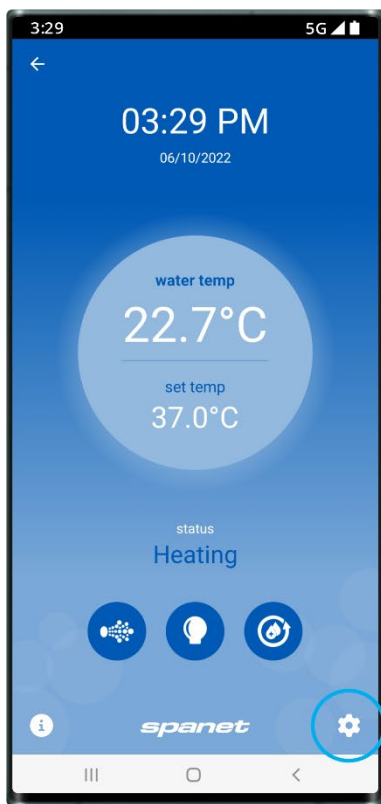 3:29 5G
03:29 PM
06/10/2022
water temp
22.7°C
set temp
37.0°C
status
Heating
i spanet